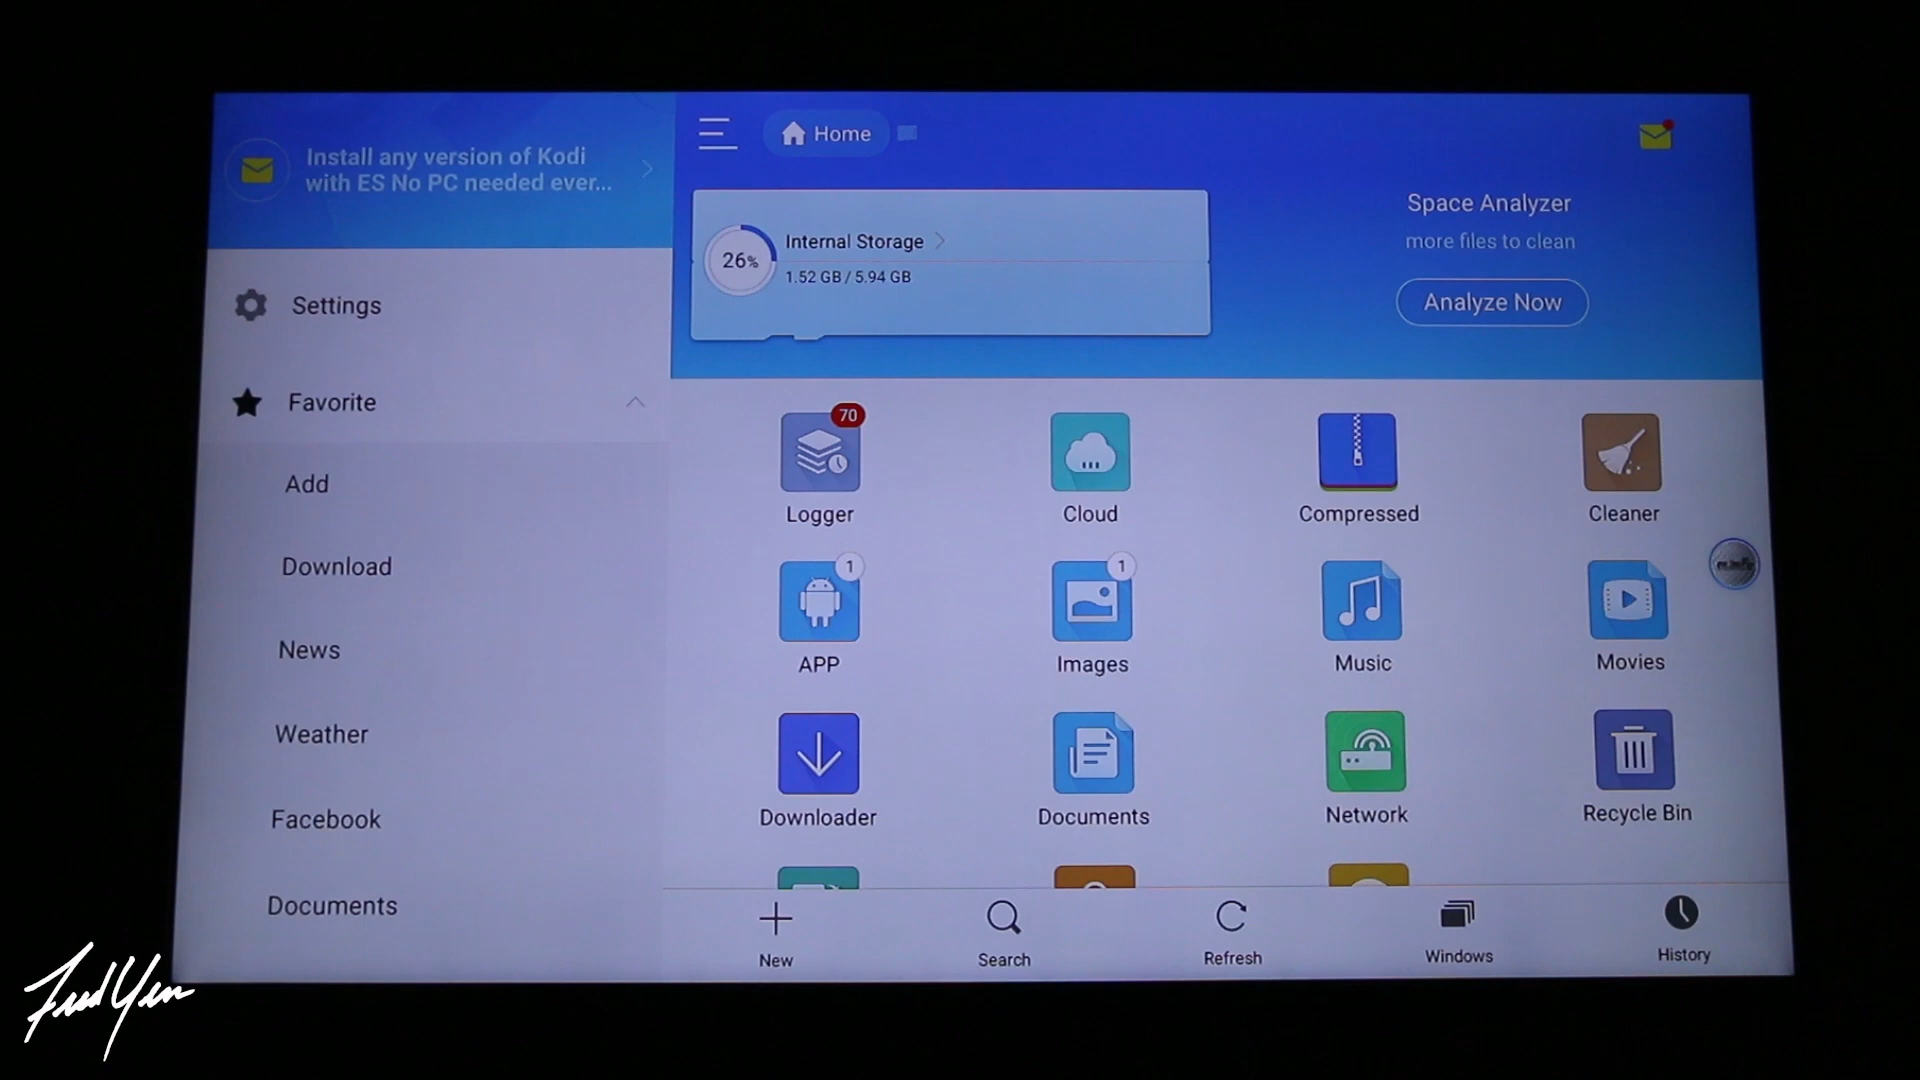 Install any version of Kodi
with ES No PC needed ever...
Settings
Favorite
Add
Download
News
Weather
Facebook
Documents
Home
26%
Internal Storage
1.52 GB / 5.94 GB
Space Analyzer
more files to clean
Analyze Now
70
Logger
Cloud
Compressed
Cleaner
1
APP
1
Images
Music
Movies
Downloader
Documents
Network
Recycle Bin
New
Search
Refresh
Windows
History
Fred Yen